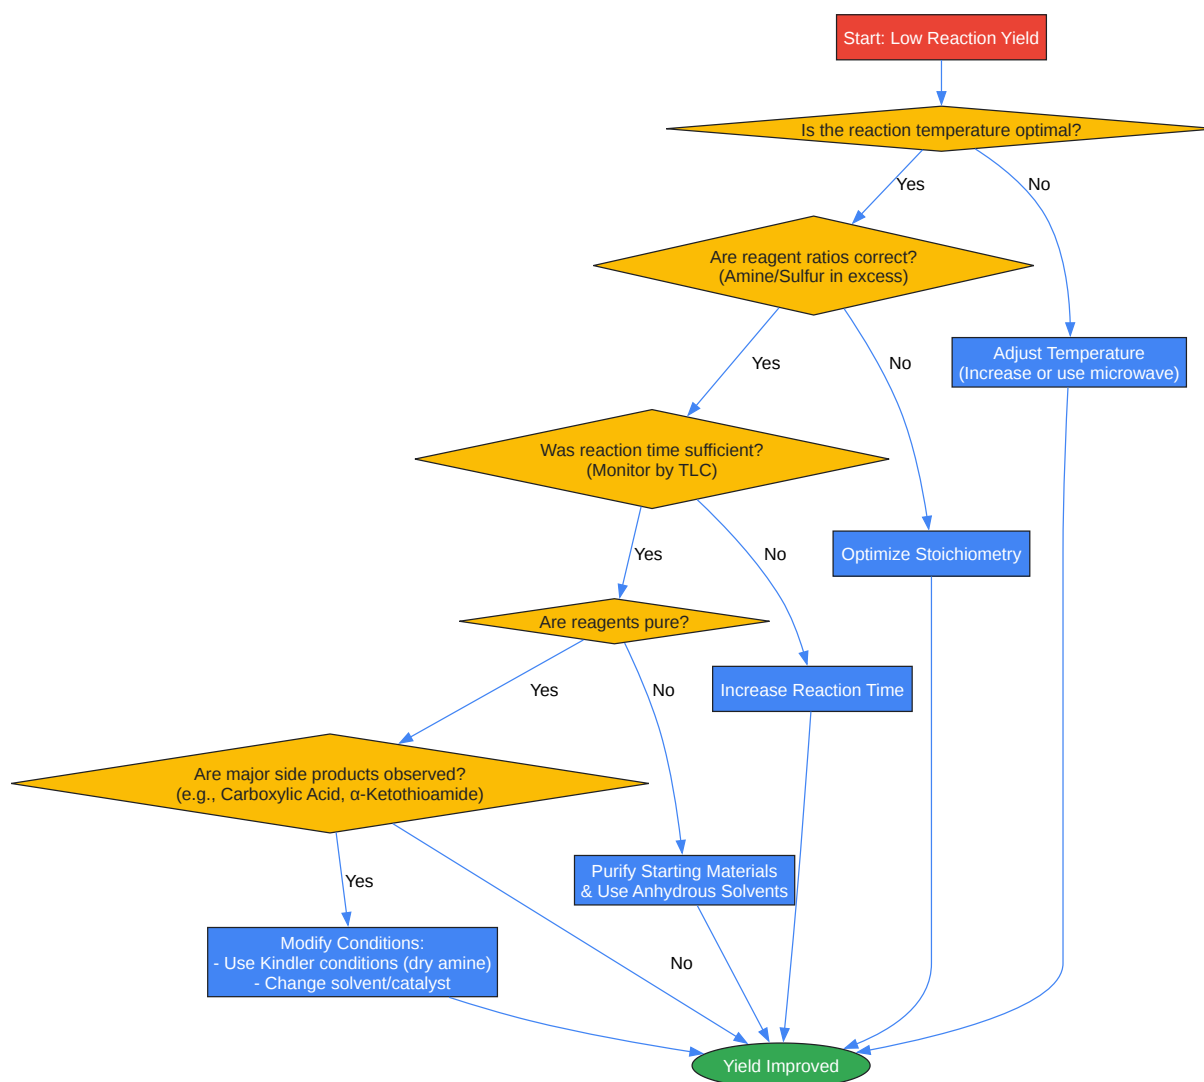 Start: Low Reaction Yield
Is the reaction temperature optimal?
Yes
No
Are reagent ratios correct?
(Amine/Sulfur in excess)
Adjust Temperature
(Increase or use microwave)
Yes
No
Was reaction time sufficient?
(Monitor by TLC)
Optimize Stoichiometry
Yes
No
Are reagents pure?
Increase Reaction Time
Yes
No
Are major side products observed?
(e.g., Carboxylic Acid, α-Ketothioamide)
Purify Starting Materials
& Use Anhydrous Solvents
Yes
Modify Conditions:
- Use Kindler conditions (dry amine)
- Change solvent/catalyst
No
Yield Improved